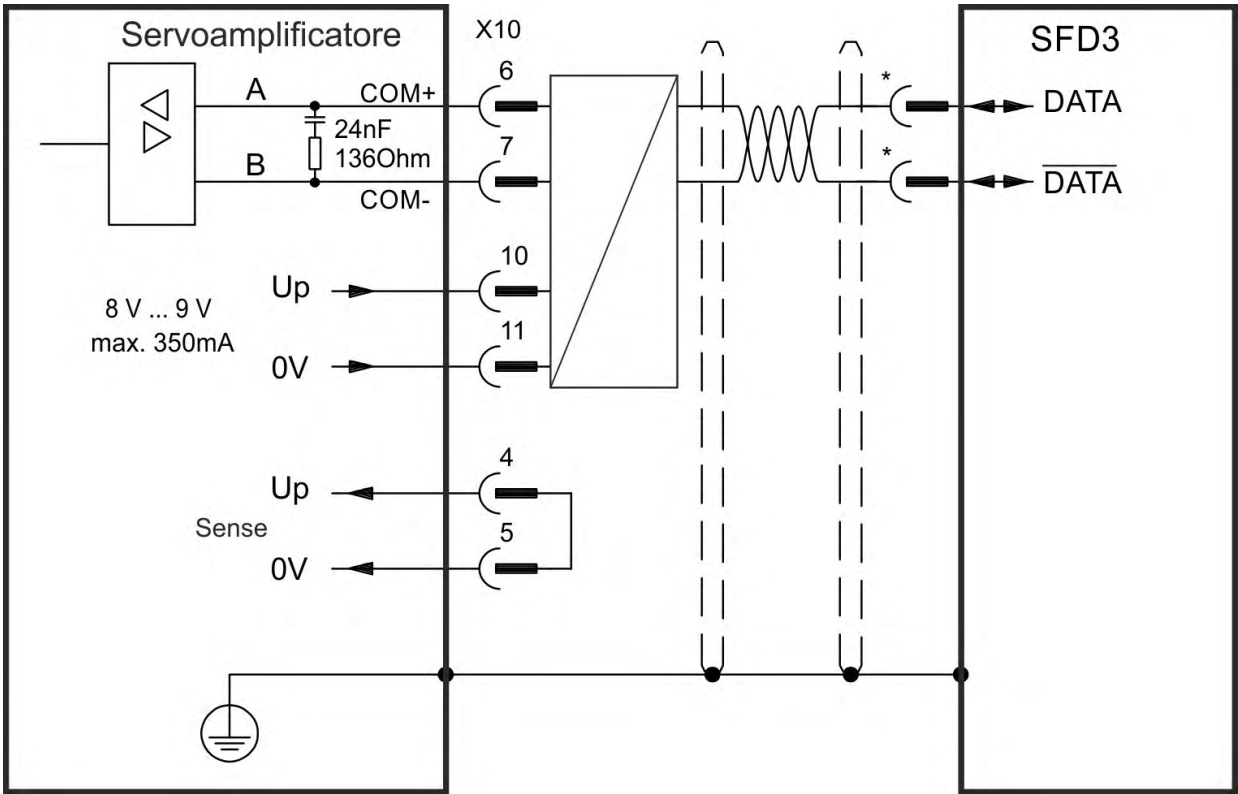 Servoamplificatore
X10
SFD3
A
COM+
6
*
DATA
24nF
136Ohm
B
COM-
7
*
DATA
8 V ... 9 V
max. 350mA
Up
10
0V
11
Up
4
Sense
0V
5